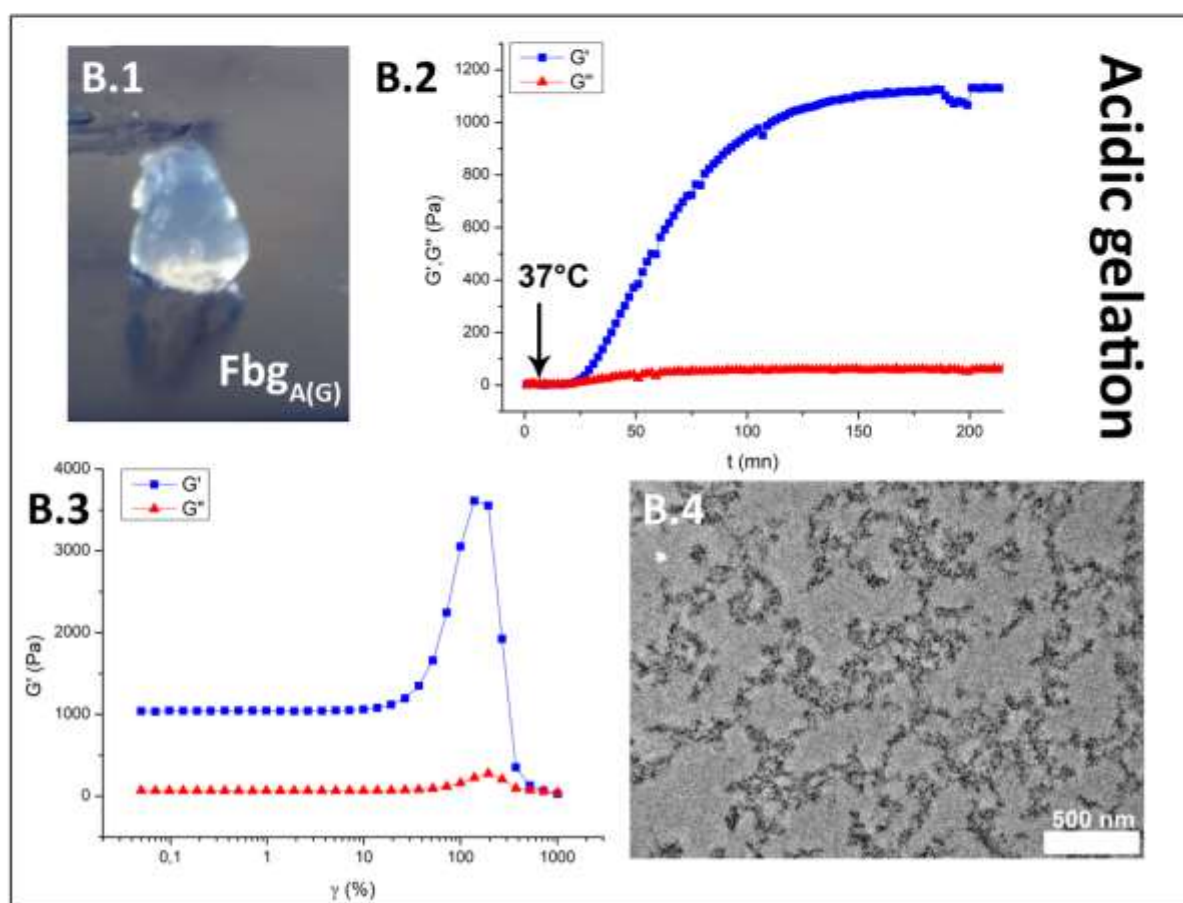 B.1
Fbg A(G)
B.2
G'
G"
G',G" (Pa)
1200
1000
800
600
400
200
0
37°C
0 50 100 150 200
t (mn)
Acidic gelation
B.3
G'
G"
G' (Pa)
4000
3000
2000
1000
0
0,1 1 10 100 1000
γ (%)
B.4
500 nm